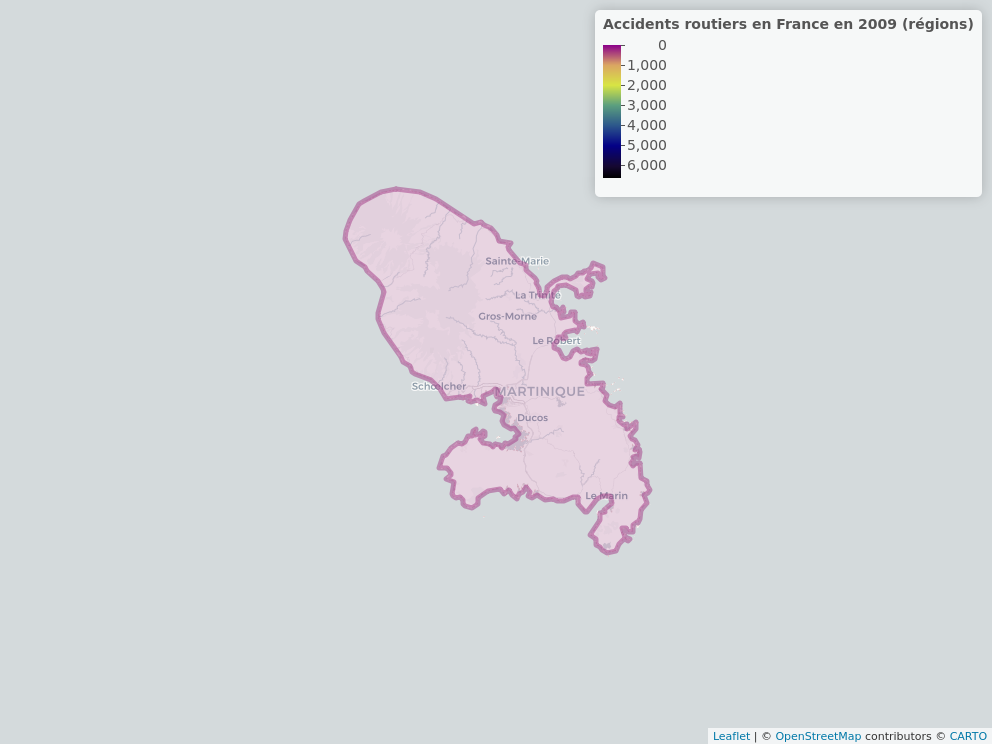 Accidents routiers en France en 2009 (régions)
0
1,000
2,000
3,000
4,000
5,000
6,000
Sainte-Marie
La Trinité
Gros-Morne
Le Robert
Schœlcher
MARTINIQUE
Ducos
Le Marin
Leaflet | © OpenStreetMap contributors © CARTO